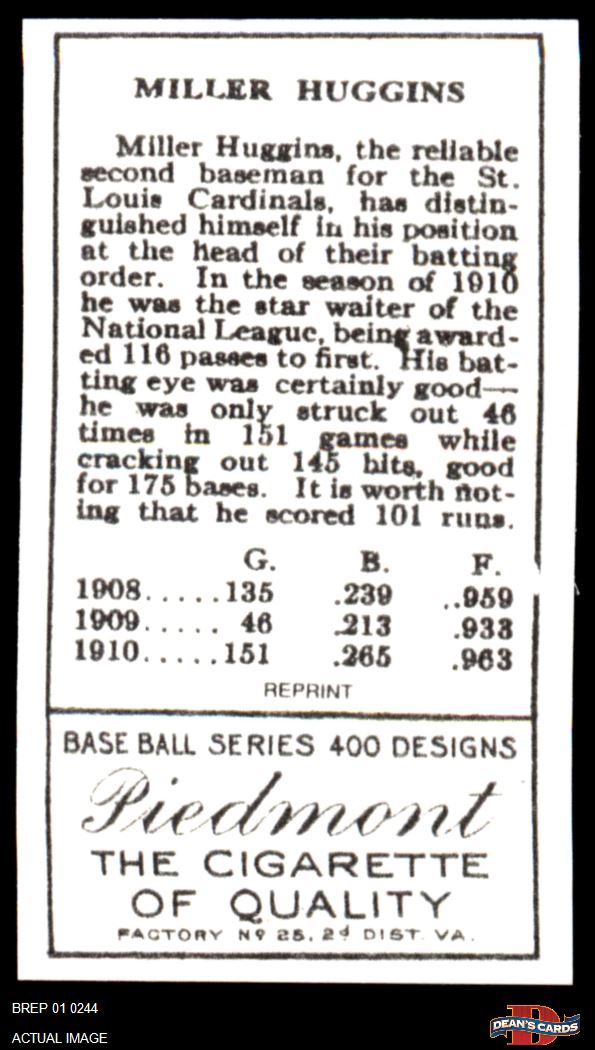 MILLER HUGGINS
Miller Huggins, the reliable
second baseman for the St.
Louis Cardinals, has distin-
guished himself in his position
at the head of their batting
order. In the season of 1910
he was the star waiter of the
National League, being award-
ed 116 passes to first. His bat-
ting eye was certainly good—
he was only struck out 46
times in 151 games while
cracking out 145 hits, good
for 175 bases. It is worth not-
ing that he scored 101 runs.
G. B. F.
1908.....135 .239 ..959
1909..... 46 .213 .933
1910.....151 .265 .963
REPRINT
BASE BALL SERIES 400 DESIGNS
Piedmont
THE CIGARETTE
OF QUALITY
FACTORY Nº 25, 2d DIST. VA.
BREP 01 0244
ACTUAL IMAGE
D
DEAN'S CARDS